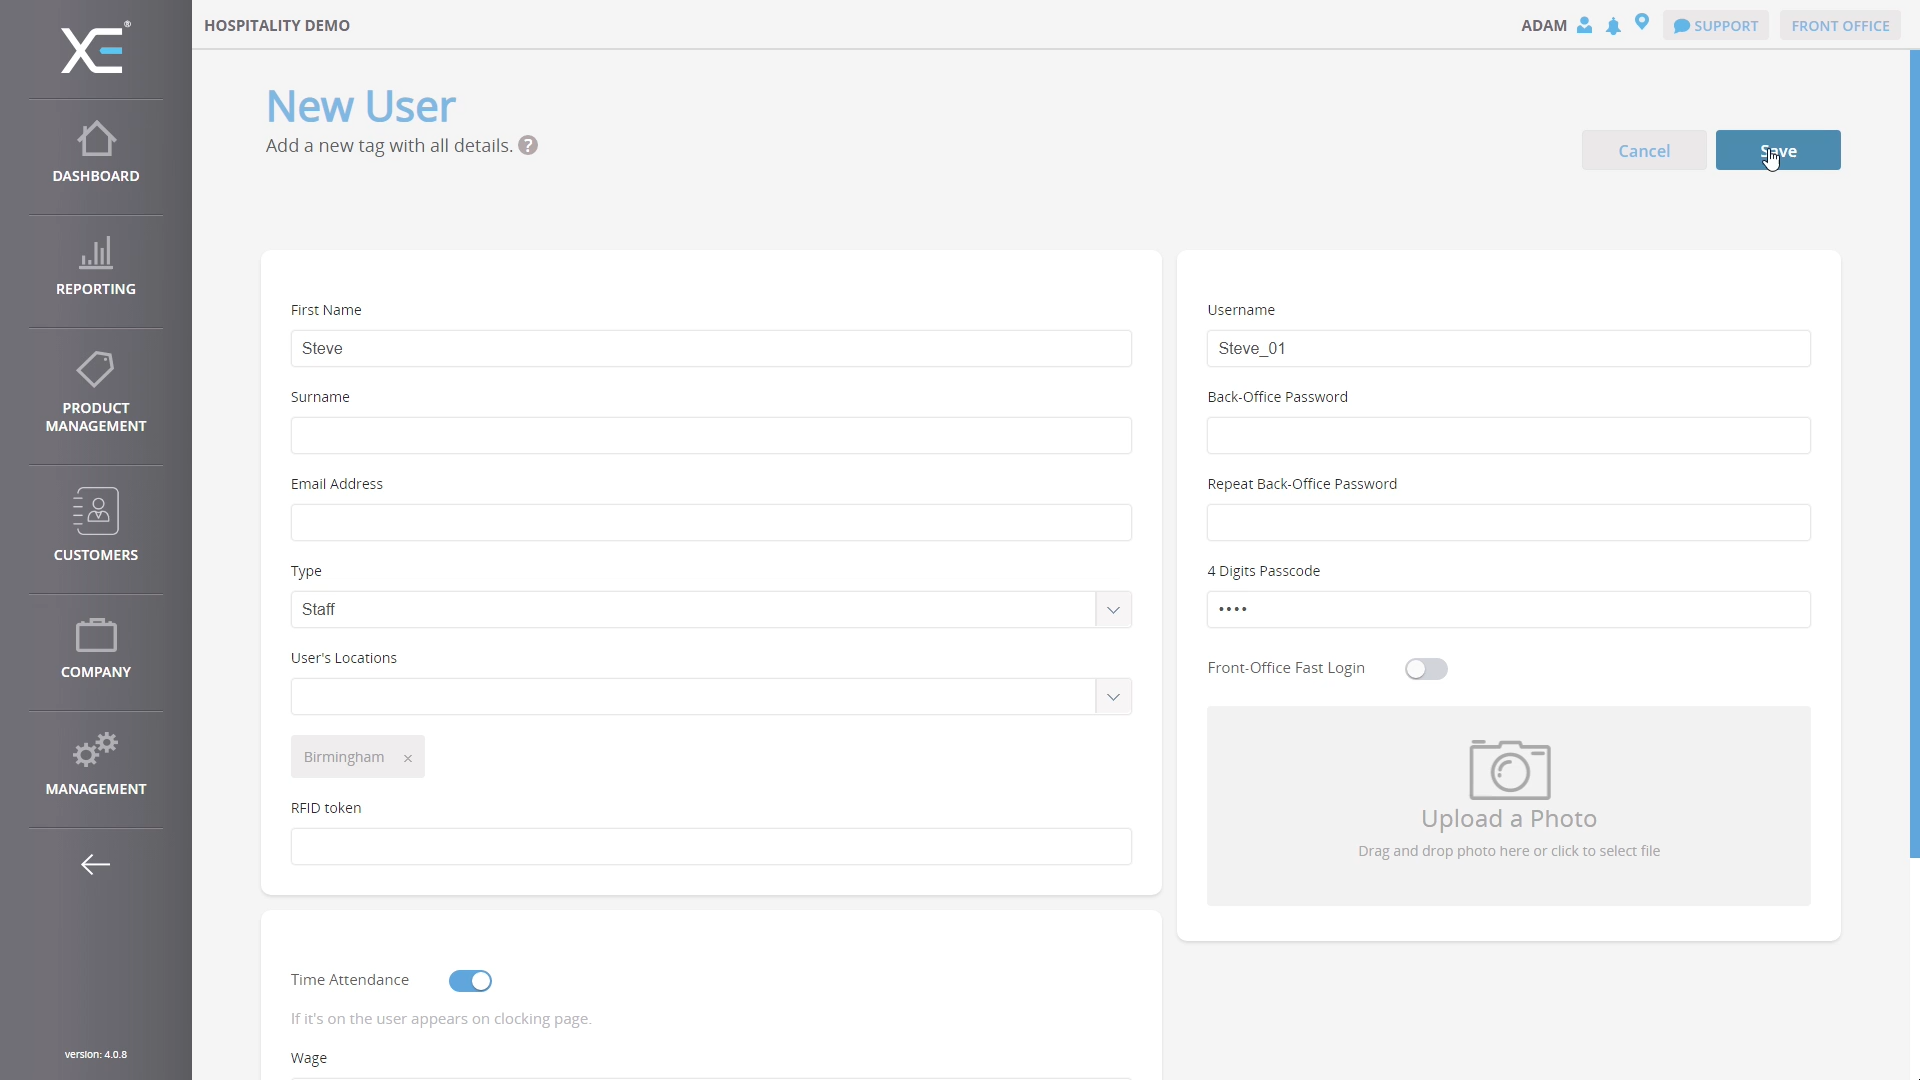 XE®
HOSPITALITY DEMO
ADAM
SUPPORT
FRONT OFFICE
DASHBOARD
REPORTING
PRODUCT
MANAGEMENT
CUSTOMERS
COMPANY
MANAGEMENT
version: 4.0.8
New User
Add a new tag with all details. ?
Cancel
Save
First Name
Steve
Surname
Email Address
Type
Staff
User's Locations
Birmingham ×
RFID token
Username
Steve_01
Back-Office Password
Repeat Back-Office Password
4 Digits Passcode
••••
Front-Office Fast Login
Upload a Photo
Drag and drop photo here or click to select file
Time Attendance
If it's on the user appears on clocking page.
Wage